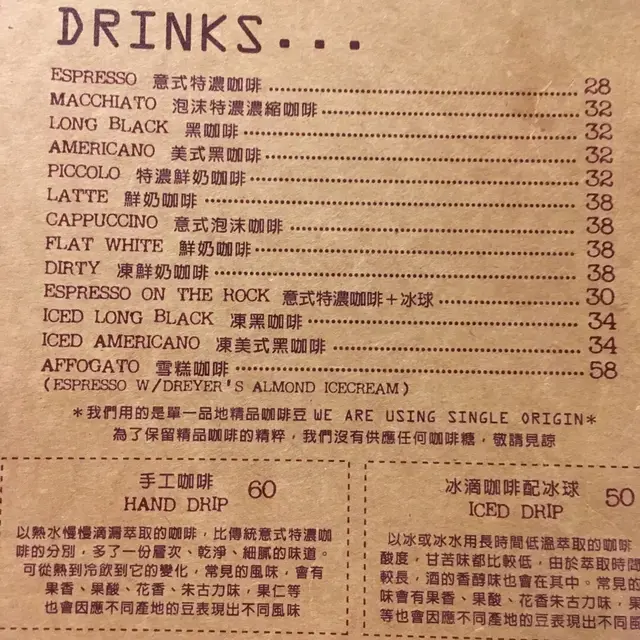 DRINKS...
ESPRESSO 意式特濃咖啡 28
MACCHIATO 泡沫特濃濃縮咖啡 32
LONG BLACK 黑咖啡 32
AMERICANO 美式黑咖啡 32
PICCOLO 特濃鮮奶咖啡 32
LATTE 鮮奶咖啡 38
CAPPUCCINO 意式泡沫咖啡 38
FLAT WHITE 鮮奶咖啡 38
DIRTY 凍鮮奶咖啡 38
ESPRESSO ON THE ROCK 意式特濃咖啡+冰球 30
ICED LONG BLACK 凍黑咖啡 34
ICED AMERICANO 凍美式黑咖啡 34
AFFOGATO 雪糕咖啡 58
(ESPRESSO W/DREYER'S ALMOND ICECREAM)
*我們用的是單一品地精品咖啡豆 WE ARE USING SINGLE ORIGIN*
為了保留精品咖啡的精粹，我們沒有供應任何咖啡糖，敬請見諒
手工咖啡 60
HAND DRIP
以熱水慢慢滴漏萃取的咖啡，比傳統意式特濃咖
啡的分別，多了一份層次、乾淨、細膩的味道。
可從熱到冷飲到它的變化，常見的風味，會有
果香、果酸、花香、朱古力味，果仁等
也會因應不同產地的豆表現出不同風味
冰滴咖啡配冰球 50
ICED DRIP
以冰或冰水用長時間低溫萃取的咖啡
酸度，甘苦味都比較低，由於萃取時間
較長，酒的香醇味也會在其中。常見的
味會有果香、果酸、花香朱古力味、果
等也會因應不同產地的豆表現出不同風